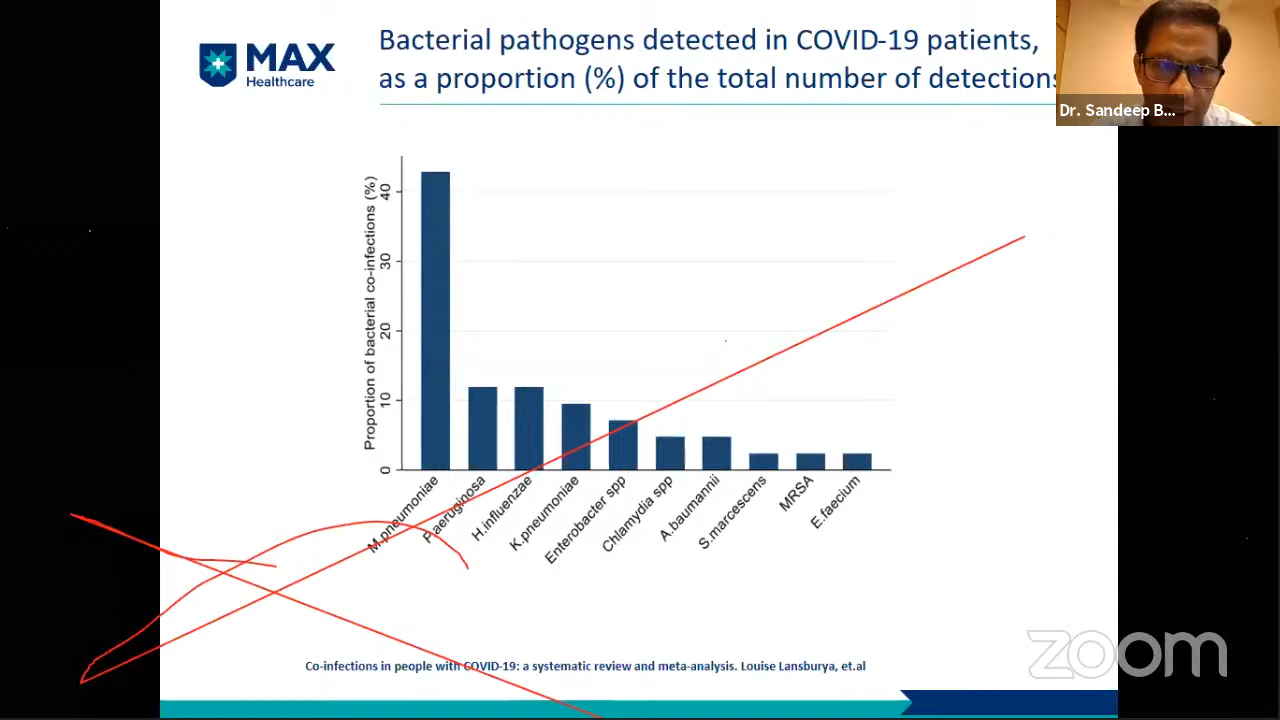 MAX
Healthcare
Bacterial pathogens detected in COVID-19 patients,
as a proportion (%) of the total number of detections
Dr. Sandeep B...
Proportion of bacterial co-infections (%)
40
30
20
10
0
M.pneumoniae
P.aeruginosa
H.influenzae
K.pneumoniae
Enterobacter spp
Chlamydia spp
A.baumannii
S.marcescens
MRSA
E.faecium
Co-infections in people with COVID-19: a systematic review and meta-analysis. Louise Lansburya, et.al
zoom